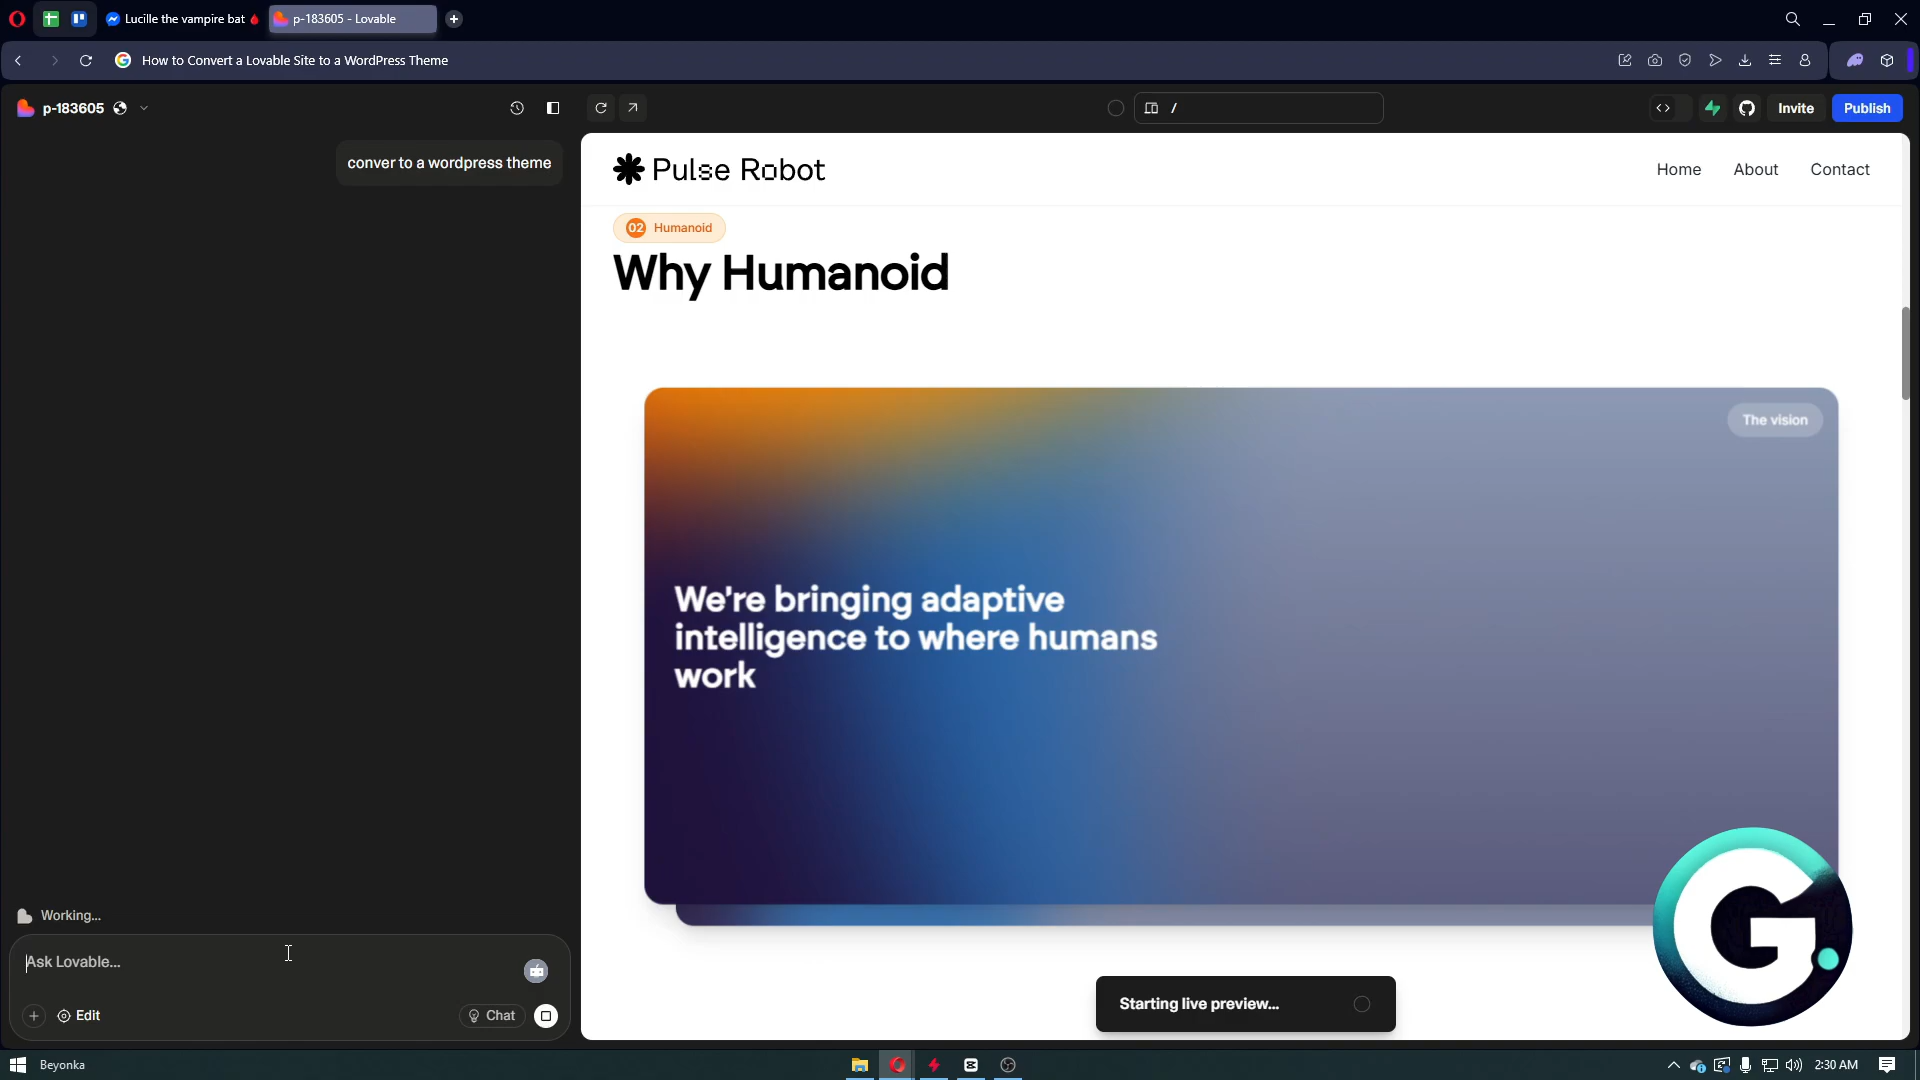 Lucille the vampire bat
p-183605 - Lovable
How to Convert a Lovable Site to a WordPress Theme
p-183605
/
Invite
Publish
conver to a wordpress theme
Pulse Robot
Home
About
Contact
02 Humanoid
Why Humanoid
The vision
We're bringing adaptive
intelligence to where humans
work
Working...
Ask Lovable...
Edit
Chat
Starting live preview...
G
Beyonka
2:30 AM